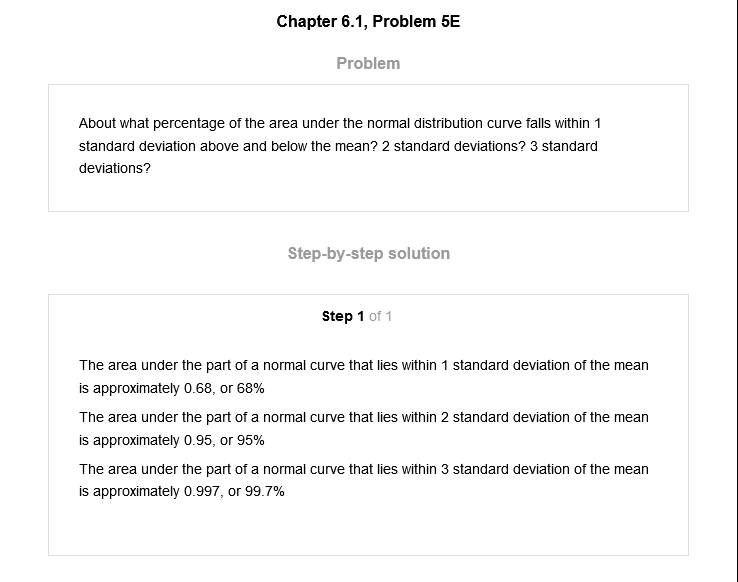 Chapter 6.1, Problem 5E
Problem
About what percentage of the area under the normal distribution curve falls within 1
standard deviation above and below the mean? 2 standard deviations? 3 standard
deviations?
Step-by-step solution
Step 1 of 1
The area under the part of a normal curve that lies within 1 standard deviation of the mean
is approximately 0.68, or 68%
The area under the part of a normal curve that lies within 2 standard deviation of the mean
is approximately 0.95, or 95%
The area under the part of a normal curve that lies within 3 standard deviation of the mean
is approximately 0.997, or 99.7%